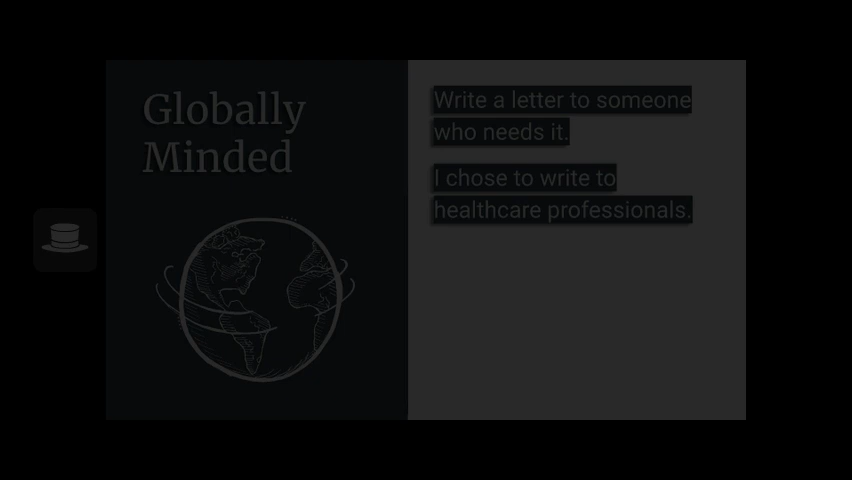 Globally
Minded
Write a letter to someone
who needs it.
I chose to write to
healthcare professionals.